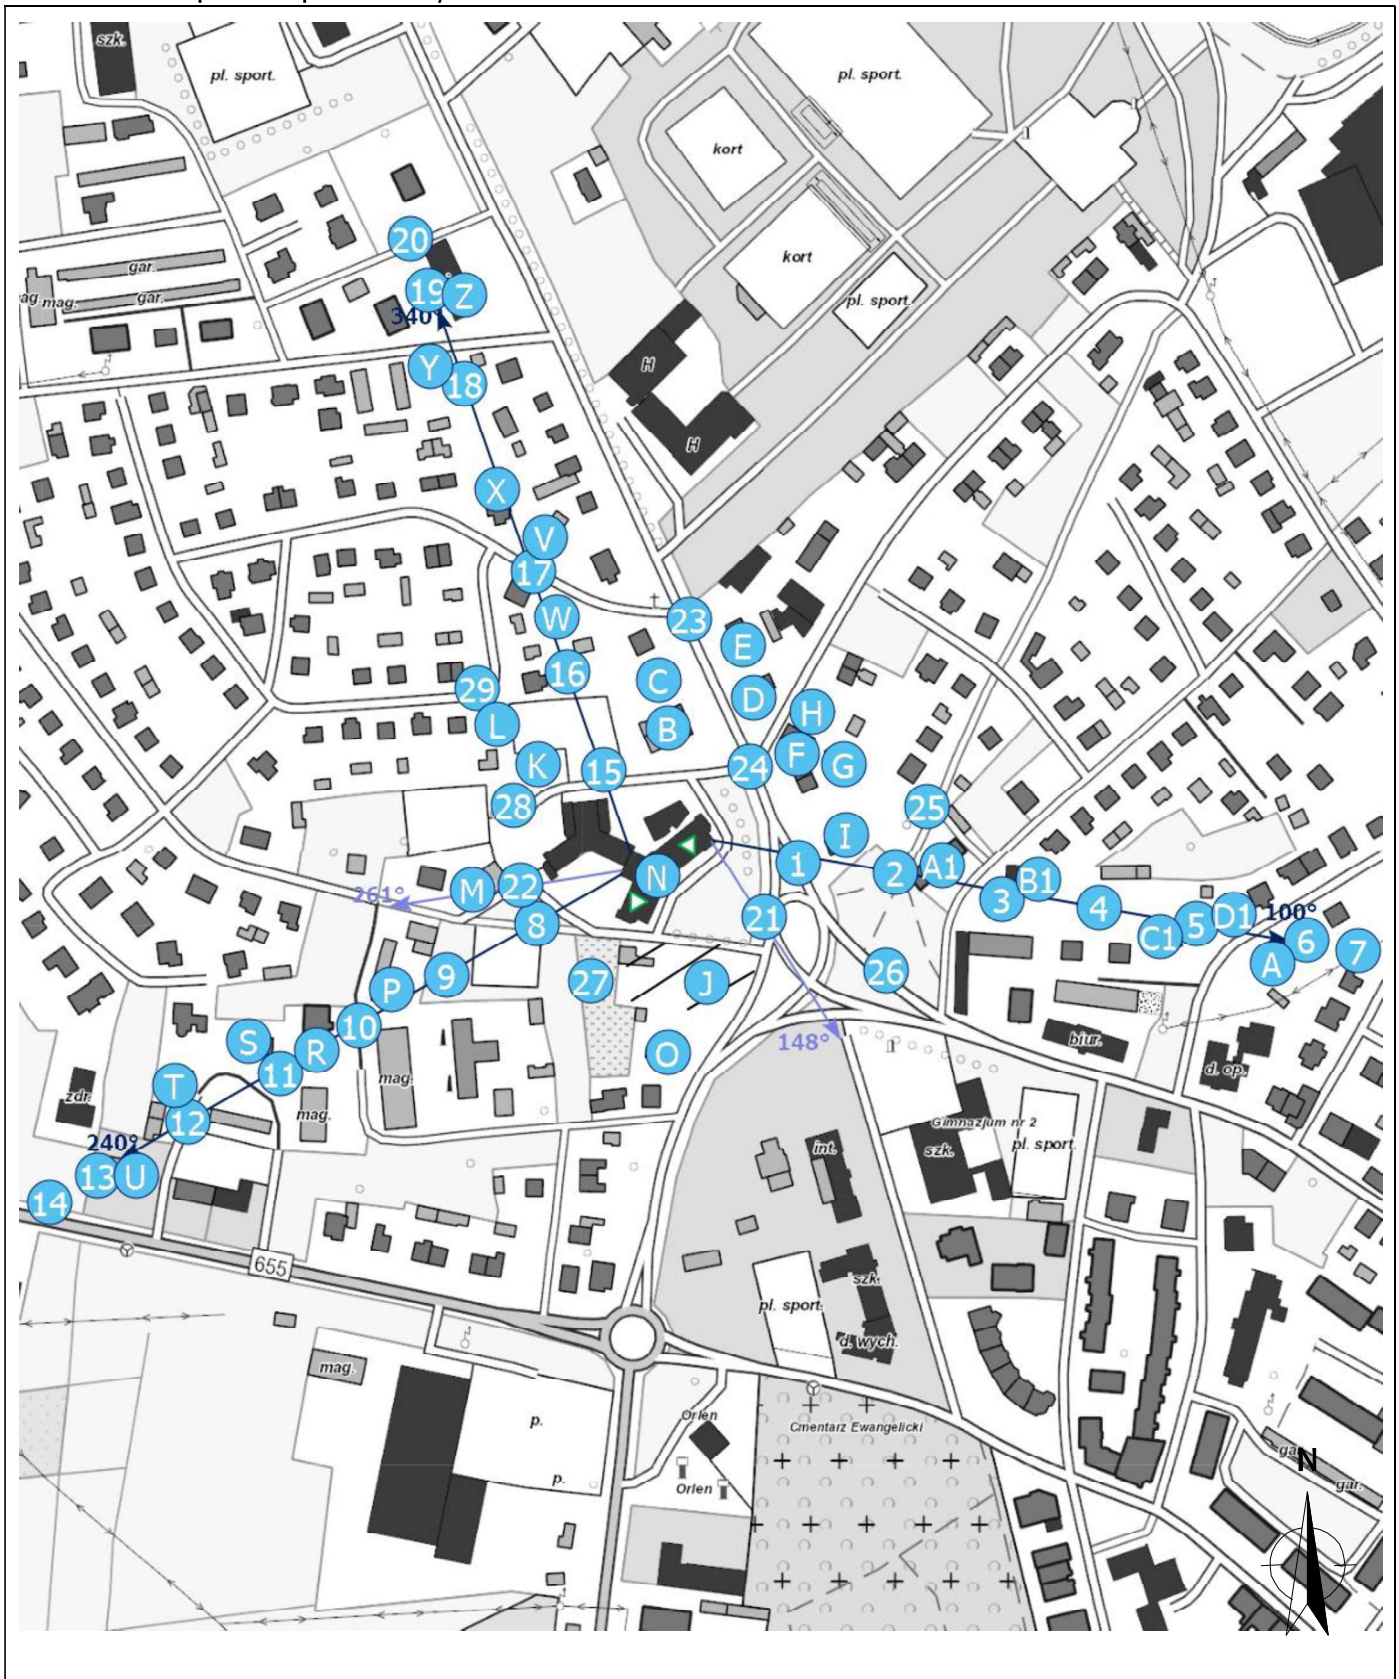 szk.
pl. sport.
pl. sport.
kort
kort
20
gar.
gar.
mag.
19
Z
pl. sport.
340°
H
Y
18
H
X
V
17
W
23
E
16
C
29
D
H
L
B
F
G
K
15
24
28
25
I
1
A1
N
2
B1
261°
M
22
3
4
D1
100°
8
21
C1
5
6
7
A
P
9
27
J
26
10
S
R
O
148°
biur.
11
T
mag.
d. op.
zdr.
mag.
12
Gimnazjum nr 2
240°
int.
szk.
pl. sport.
13
U
14
655
szk.
pl. sport.
d. wych.
mag.
Orlen
p.
Cmentarz Ewangelicki
p.
Orlen
N
gar.